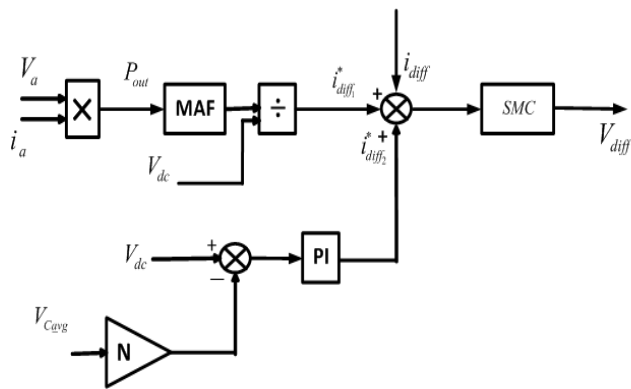 V_a
P_out
MAF
÷
i*_diff1
+
i_diff
SMC
V_diff
×
i_a
V_dc
i*_diff2
+
V_dc
+
−
PI
V_Cavg
N